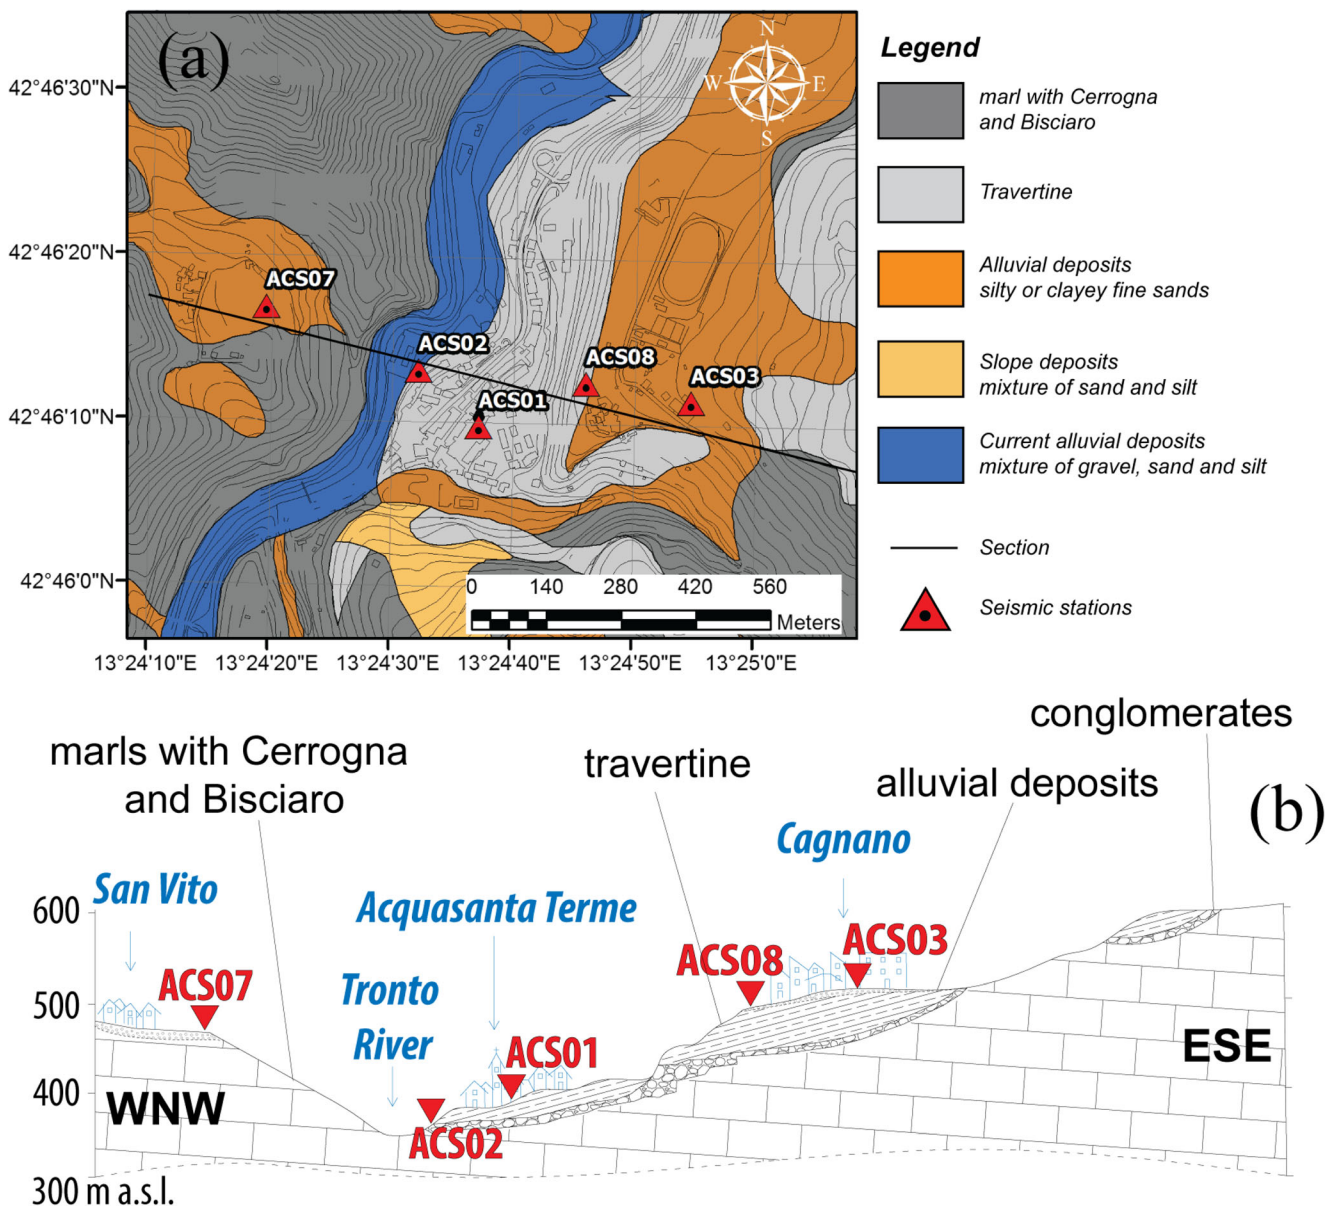 (a)
N
W
E
S
42°46'30"N
42°46'20"N
42°46'10"N
42°46'0"N
ACS07
ACS02
ACS08
ACS03
ACS01
0 140 280 420 560
Meters
13°24'10"E 13°24'20"E 13°24'30"E 13°24'40"E 13°24'50"E 13°25'0"E
Legend
marl with Cerrogna
and Bisciaro
Travertine
Alluvial deposits
silty or clayey fine sands
Slope deposits
mixture of sand and silt
Current alluvial deposits
mixture of gravel, sand and silt
Section
Seismic stations
conglomerates
marls with Cerrogna
and Bisciaro
travertine
alluvial deposits
(b)
Cagnano
San Vito
Acquasanta Terme
600
ACS03
ACS08
ACS07
Tronto
River
500
ACS01
ESE
400
WNW
ACS02
300 m a.s.l.